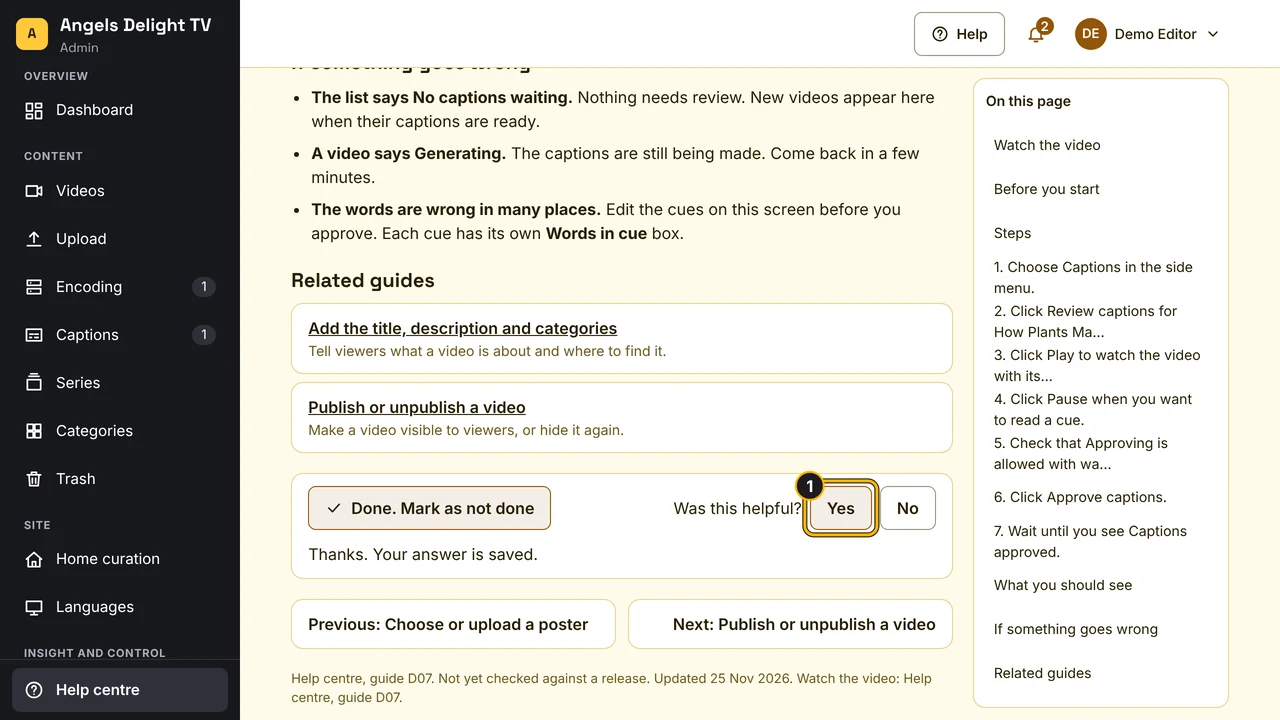 A
Angels Delight TV
Admin
OVERVIEW
Dashboard
CONTENT
Videos
Upload
Encoding 1
Captions 1
Series
Categories
Trash
SITE
Home curation
Languages
INSIGHT AND CONTROL
Help centre
Help
2
DE
Demo Editor
If something goes wrong
The list says No captions waiting. Nothing needs review. New videos appear here
when their captions are ready.
A video says Generating. The captions are still being made. Come back in a few
minutes.
The words are wrong in many places. Edit the cues on this screen before you
approve. Each cue has its own Words in cue box.
Related guides
Add the title, description and categories
Tell viewers what a video is about and where to find it.
Publish or unpublish a video
Make a video visible to viewers, or hide it again.
Done. Mark as not done
Was this helpful?
1
Yes
No
Thanks. Your answer is saved.
Previous: Choose or upload a poster
Next: Publish or unpublish a video
Help centre, guide D07. Not yet checked against a release. Updated 25 Nov 2026. Watch the video: Help
centre, guide D07.
On this page
Watch the video
Before you start
Steps
1. Choose Captions in the side
menu.
2. Click Review captions for
How Plants Ma...
3. Click Play to watch the video
with its...
4. Click Pause when you want
to read a cue.
5. Check that Approving is
allowed with wa...
6. Click Approve captions.
7. Wait until you see Captions
approved.
What you should see
If something goes wrong
Related guides